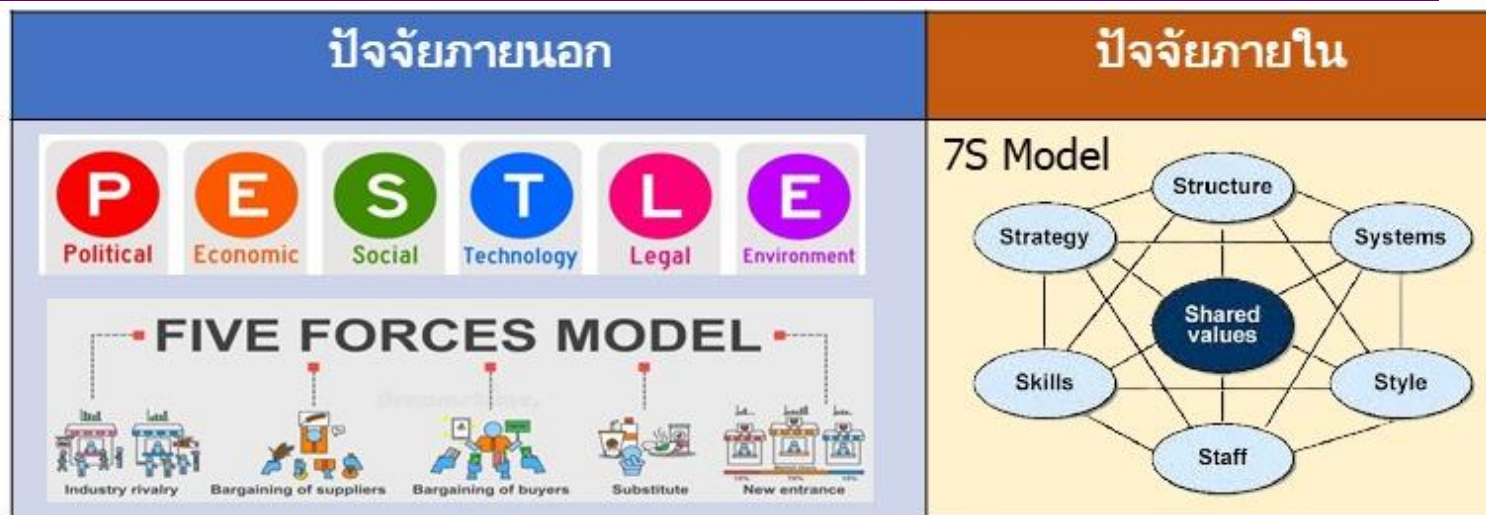 ปัจจัยภายนอก
ปัจจัยภายใน
P E S T L E
Political Economic Social Technology Legal Environment
FIVE FORCES MODEL
Industry rivalry Bargaining of suppliers Bargaining of buyers Substitute New entrance
7S Model
Structure
Strategy
Systems
Shared
values
Skills
Style
Staff